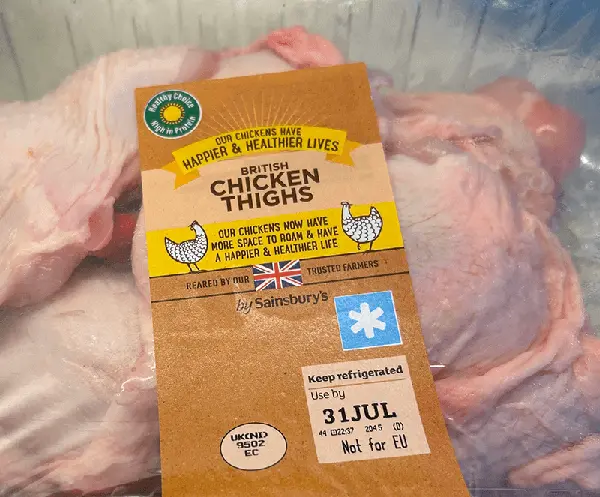 Healthy Choice
High in Protein
OUR CHICKENS HAVE
HAPPIER & HEALTHIER LIVES
BRITISH
CHICKEN
THIGHS
OUR CHICKENS NOW HAVE
MORE SPACE TO ROAM & HAVE
A HAPPIER & HEALTHIER LIFE
REARED BY OUR TRUSTED FARMERS
by Sainsbury's
Keep refrigerated
Use by
31JUL
Not for EU
UKCND
9502
EC